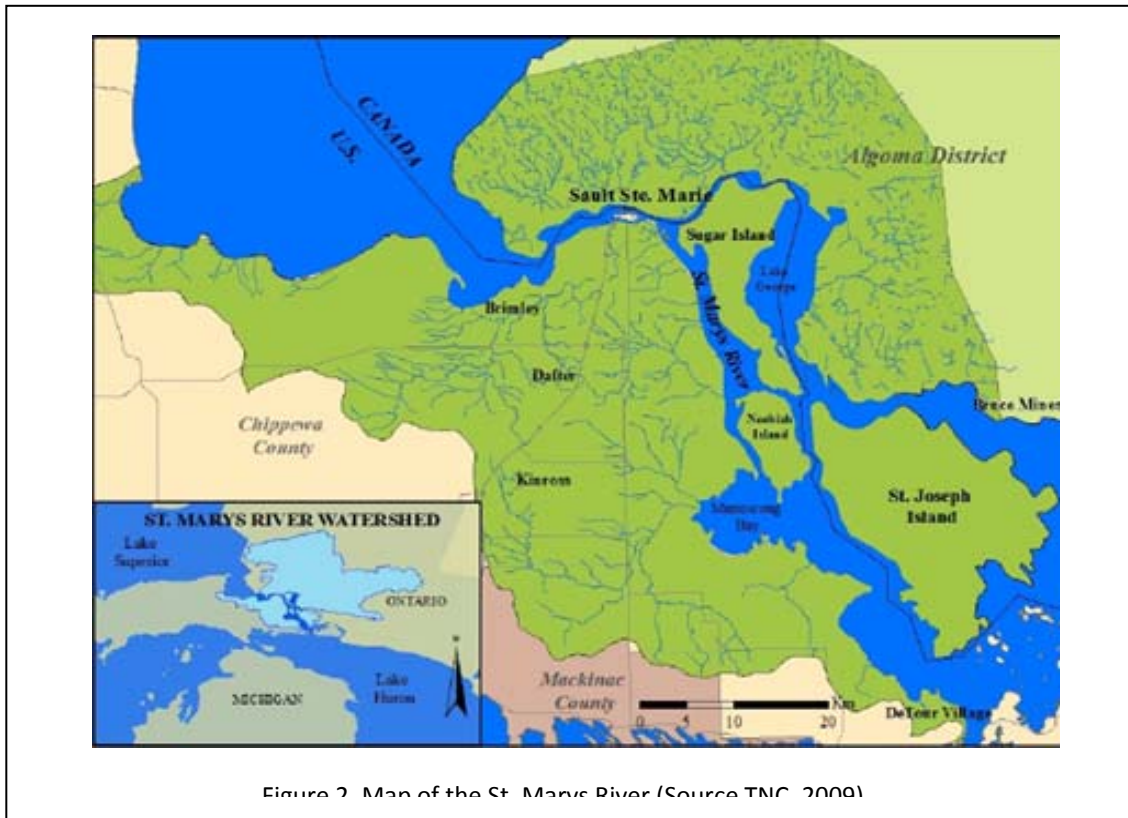 CANADA
U.S.
Algoma District
Sault Ste. Marie
Sugar Island
Lake
George
St. Marys River
Brimley
Dafter
Neebish
Island
Bruce Mines
Chippewa
County
Kinross
St. Joseph
Island
Munuscong
Bay
ST. MARYS RIVER WATERSHED
Lake
Superior
ONTARIO
MICHIGAN
Lake
Huron
N
Mackinac
County
Km
0 5 10 20
DeTour Village
Figure 2. Map of the St. Marys River (Source TNC, 2009)